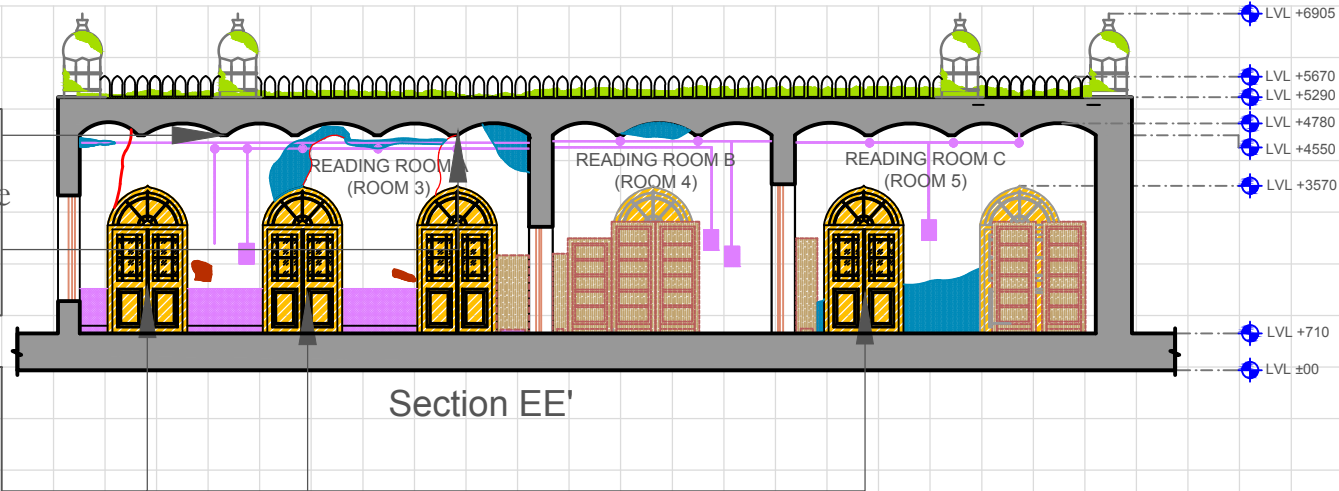 LVL +6905
LVL +5670
LVL +5290
LVL +4780
LVL +4550
READING ROOM A
(ROOM 3)
READING ROOM B
(ROOM 4)
READING ROOM C
(ROOM 5)
LVL +3570
LVL +710
LVL ±00
Section EE'